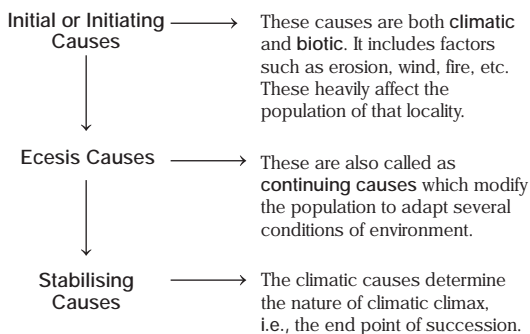 Initial or Initiating Causes
These causes are both climatic
and biotic. It includes factors
such as erosion, wind, fire, etc.
These heavily affect the
population of that locality.
Ecesis Causes
These are also called as
continuing causes which modify
the population to adapt several
conditions of environment.
Stabilising
Causes
The climatic causes determine
the nature of climatic climax,
i.e., the end point of succession.